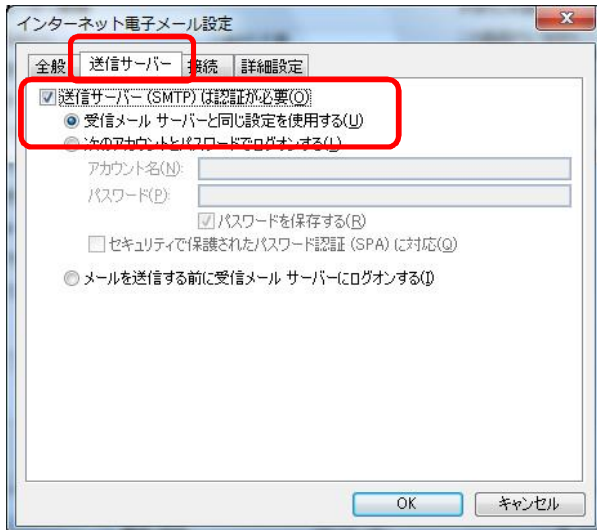 インターネット電子メール設定
全般 送信サーバー 接続 詳細設定
送信サーバー (SMTP) は認証が必要(O)
受信メール サーバーと同じ設定を使用する(U)
次のアカウントとパスワードでログオンする(L)
アカウント名(N):
パスワード(P):
パスワードを保存する(R)
セキュリティで保護されたパスワード認証 (SPA) に対応(Q)
メールを送信する前に受信メール サーバーにログオンする(I)
OK キャンセル